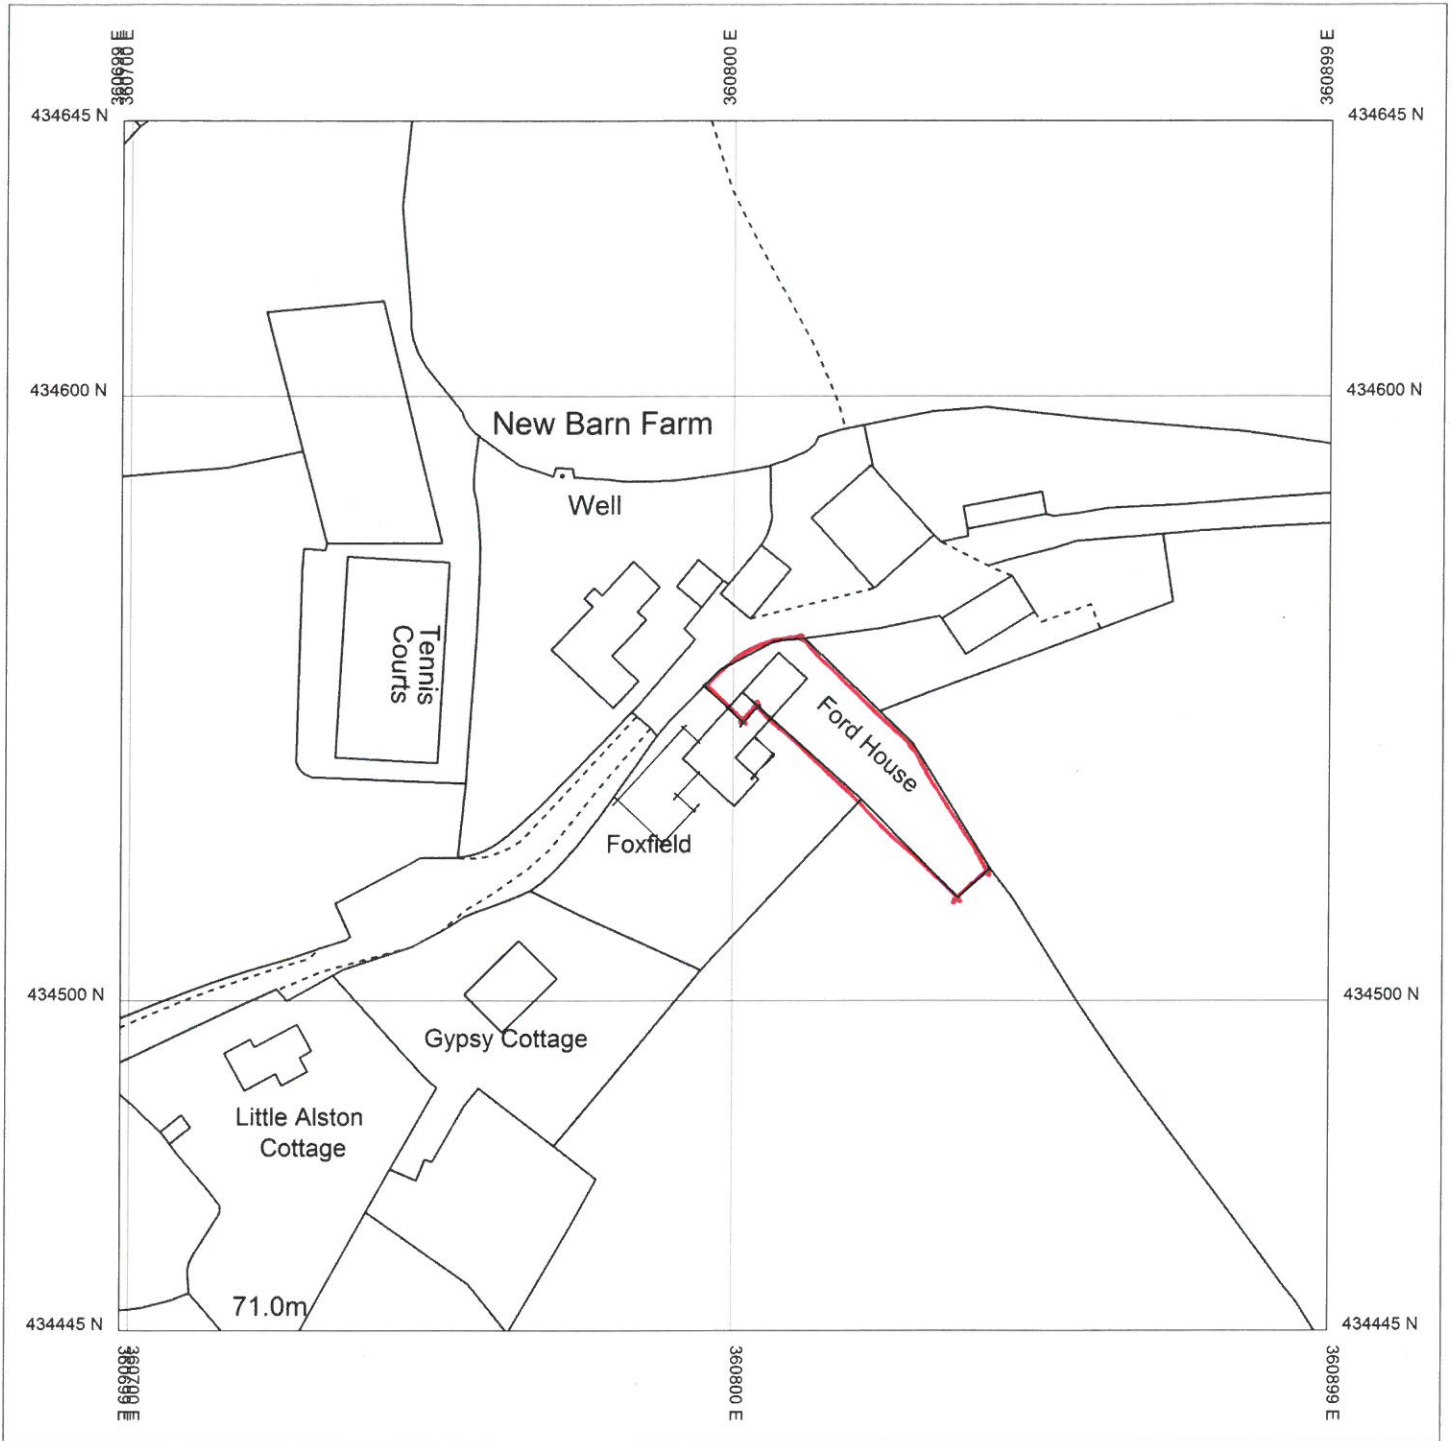 360699 E
360700 E
360800 E
360899 E
434645 N
434645 N
434600 N
434600 N
New Barn Farm
Well
Tennis
Courts
Ford House
Foxfield
434500 N
434500 N
Gypsy Cottage
Little Alston
Cottage
71.0m
434445 N
434445 N
360699 E
360700 E
360800 E
360899 E